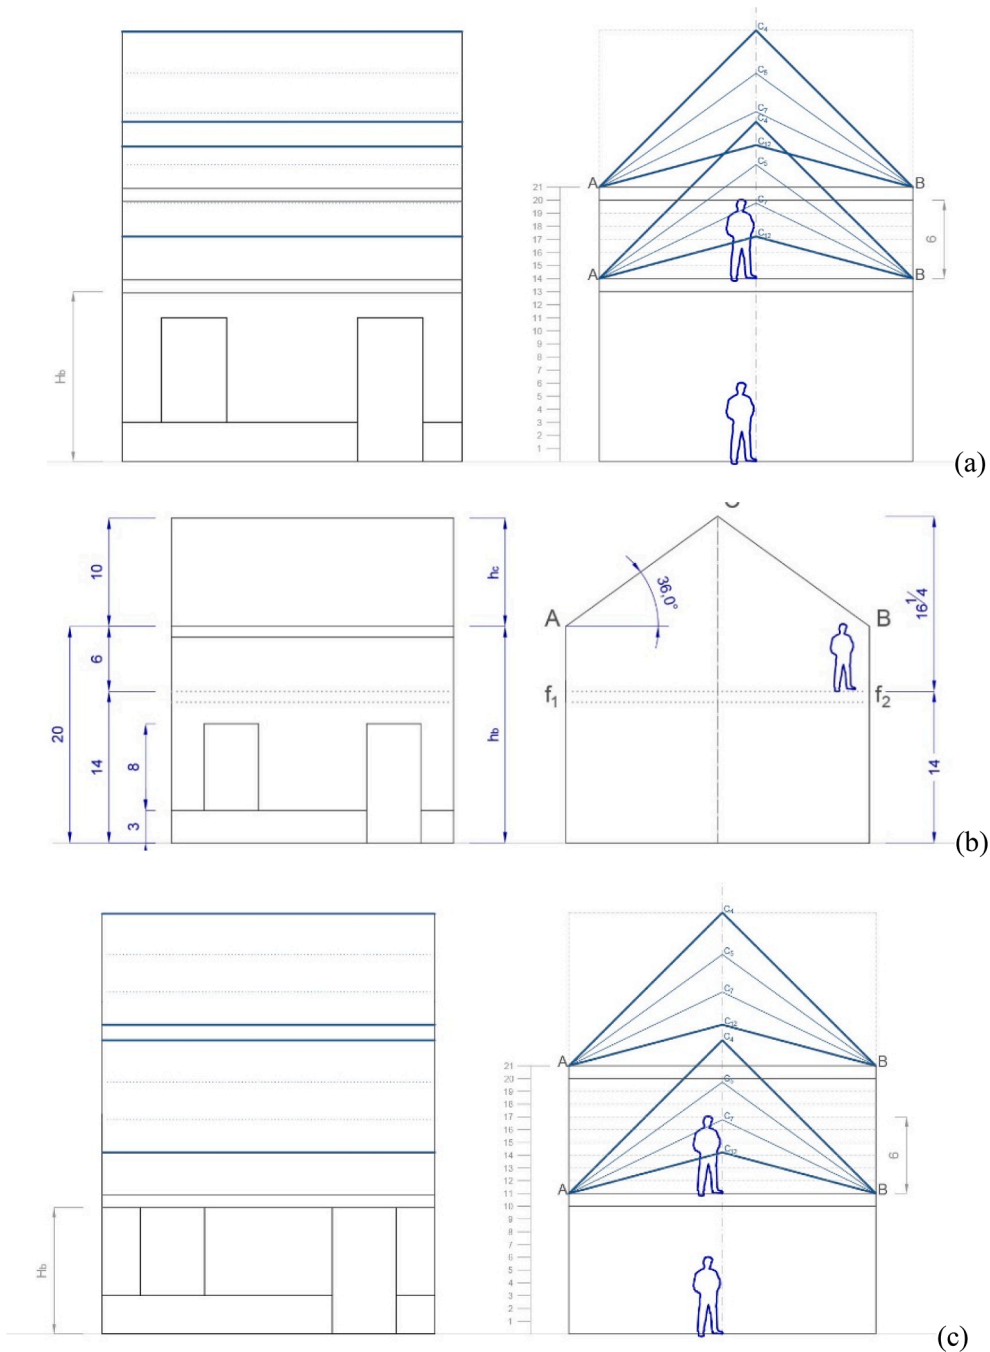 C₄
C₅
C₇
C₄
C₁₂
C₅
A B
21
20
19
18
17
16
15
14
13
12
11
10
9
8
7
6
5
4
3
2
1
C₇
C₁₂
6
A B
Hb
(a)
C
10
hc
36,0°
16 1/4
A B
6
f₁ f₂
20
14
8
3
hb
14
(b)
C₄
C₅
C₇
C₁₂
C₄
A B
21
20
19
18
17
16
15
14
13
12
11
10
9
8
7
6
5
4
3
2
1
C₅
C₇
C₁₂
6
A B
Hb
(c)